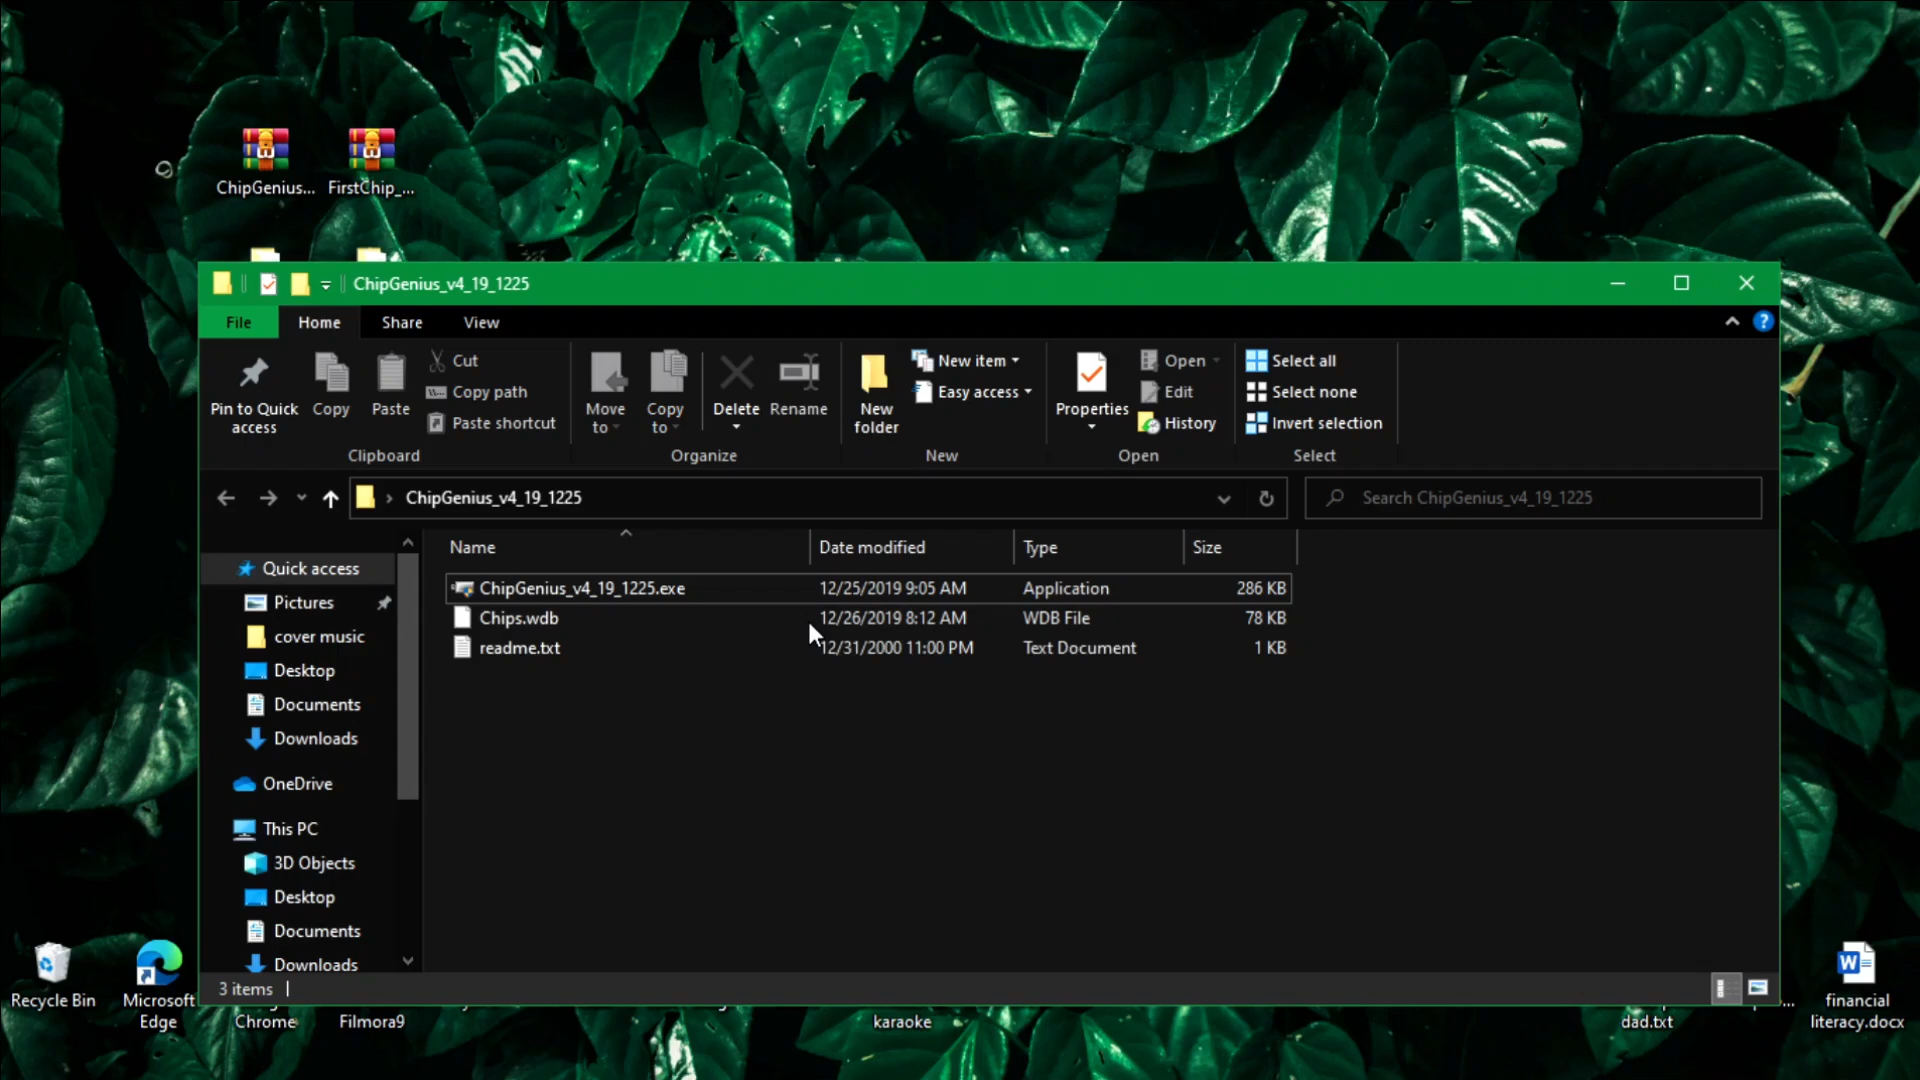 ChipGenius... FirstChip_...
ChipGenius_v4_19_1225
File Home Share View
Pin to Quick access
Copy
Paste
Cut
Copy path
Paste shortcut
Clipboard
Move to
Copy to
Delete
Rename
Organize
New folder
New item
Easy access
New
Properties
Open
Edit
History
Open
Select all
Select none
Invert selection
Select
ChipGenius_v4_19_1225
Search ChipGenius_v4_19_1225
Name Date modified Type Size
ChipGenius_v4_19_1225.exe 12/25/2019 9:05 AM Application 286 KB
Chips.wdb 12/26/2019 8:12 AM WDB File 78 KB
readme.txt 12/31/2000 11:00 PM Text Document 1 KB
Quick access
Pictures
cover music
Desktop
Documents
Downloads
OneDrive
This PC
3D Objects
Desktop
Documents
Downloads
3 items
Recycle Bin
Microsoft
Edge
Chrome
Filmora9
karaoke
dad.txt
financial
literacy.docx